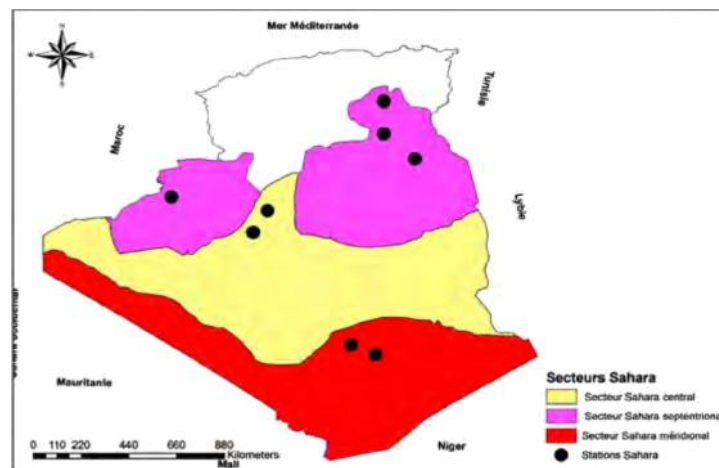 Mer Méditerranée
N
W
E
S
Tunisie
Maroc
Lybie
Mauritanie
Niger
Mali
0 110 220 440 660 880
Kilometers
Secteurs Sahara
Secteur Sahara central
Secteur Sahara septentrional
Secteur Sahara méridional
Stations Sahara